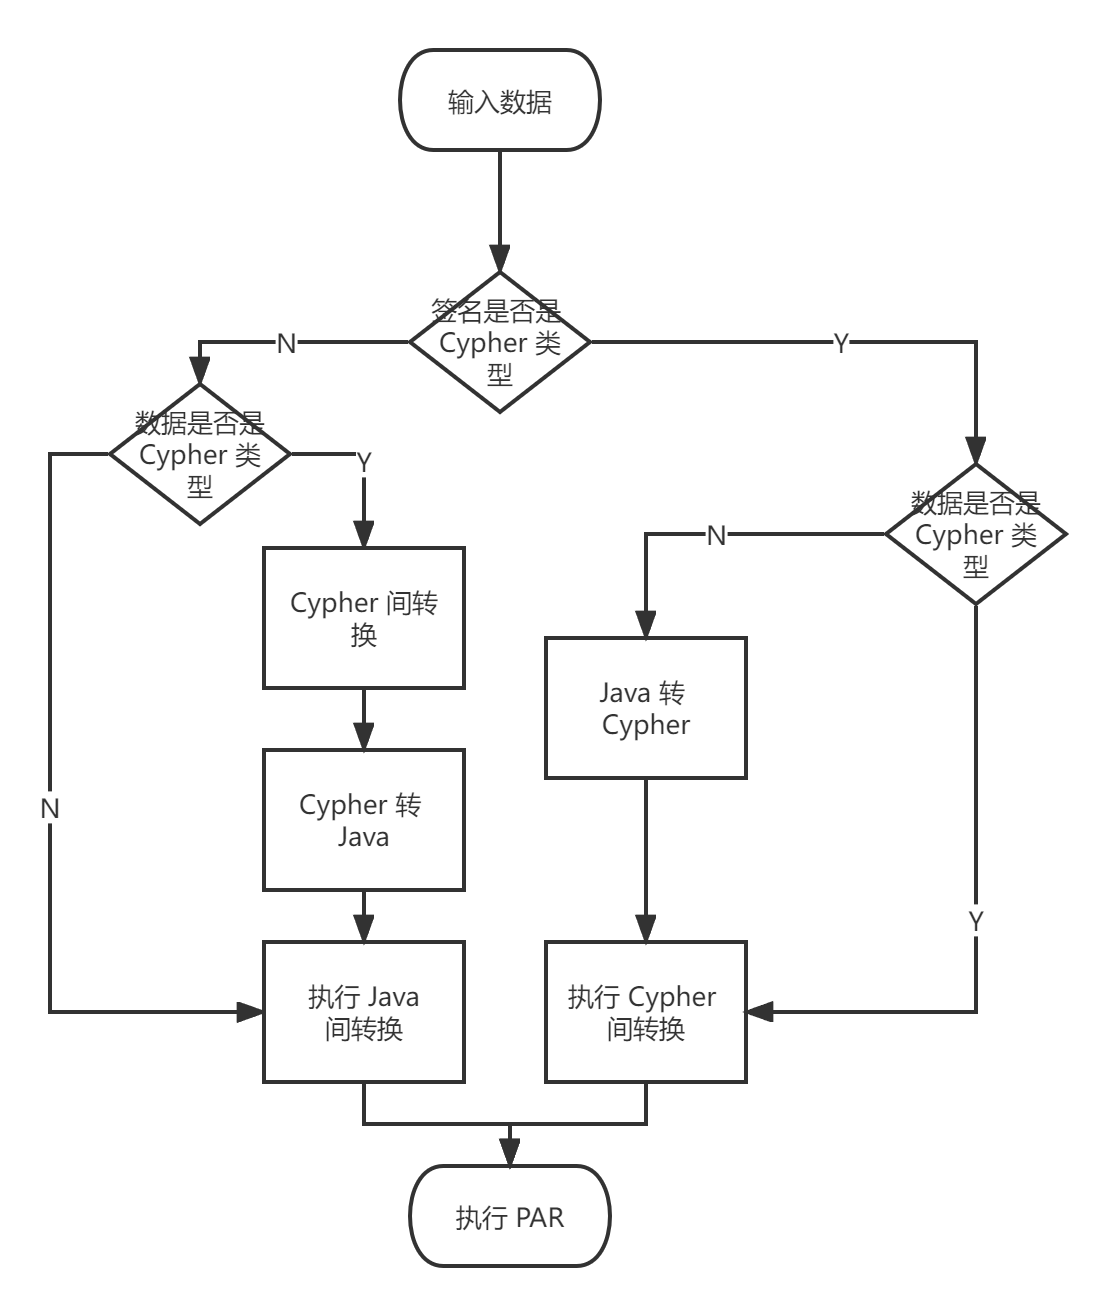 输入数据
签名是否是
Cypher 类
型
N
Y
数据是否是
Cypher 类
型
Y
数据是否是
Cypher 类
型
N
Cypher 间转
换
Java 转
Cypher
Cypher 转
Java
N
Y
执行 Java
间转换
执行 Cypher
间转换
执行 PAR